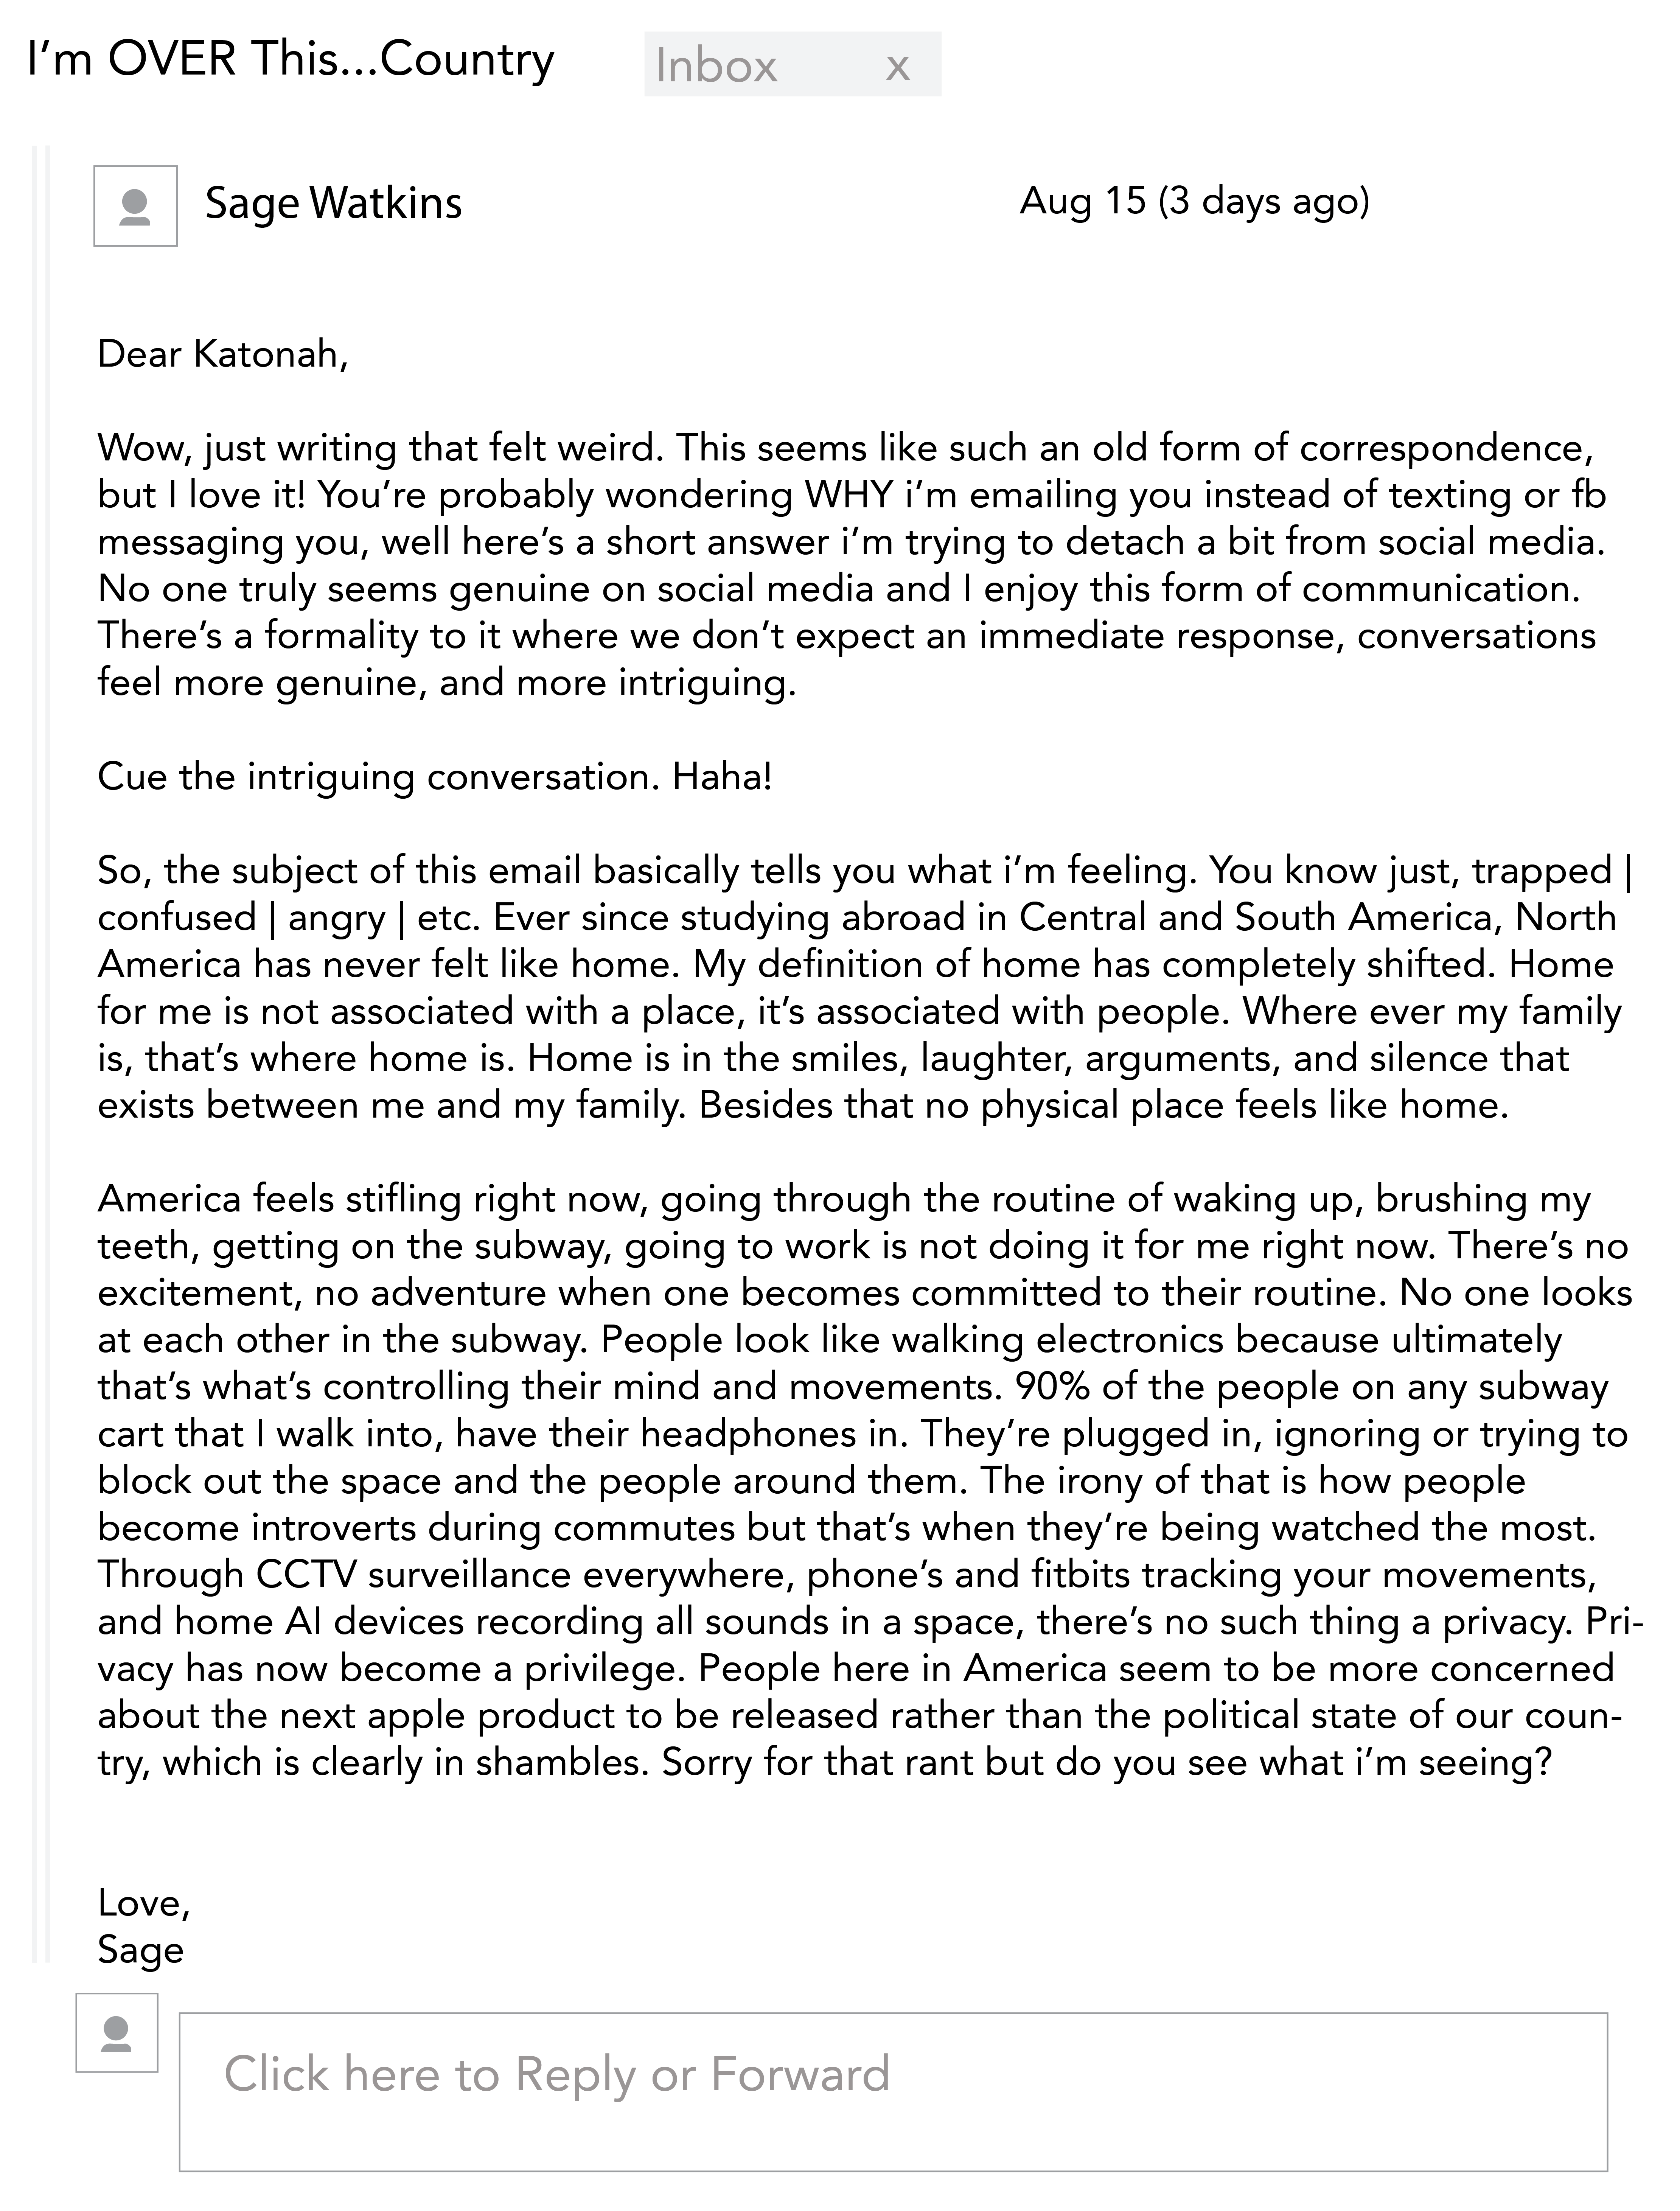 I’m OVER This...Country
Inbox x
Sage Watkins
Aug 15 (3 days ago)
Dear Katonah,
Wow, just writing that felt weird. This seems like such an old form of correspondence,
but I love it! You’re probably wondering WHY i’m emailing you instead of texting or fb
messaging you, well here’s a short answer i’m trying to detach a bit from social media.
No one truly seems genuine on social media and I enjoy this form of communication.
There’s a formality to it where we don’t expect an immediate response, conversations
feel more genuine, and more intriguing.
Cue the intriguing conversation. Haha!
So, the subject of this email basically tells you what i’m feeling. You know just, trapped |
confused | angry | etc. Ever since studying abroad in Central and South America, North
America has never felt like home. My definition of home has completely shifted. Home
for me is not associated with a place, it’s associated with people. Where ever my family
is, that’s where home is. Home is in the smiles, laughter, arguments, and silence that
exists between me and my family. Besides that no physical place feels like home.
America feels stifling right now, going through the routine of waking up, brushing my
teeth, getting on the subway, going to work is not doing it for me right now. There’s no
excitement, no adventure when one becomes committed to their routine. No one looks
at each other in the subway. People look like walking electronics because ultimately
that’s what’s controlling their mind and movements. 90% of the people on any subway
cart that I walk into, have their headphones in. They’re plugged in, ignoring or trying to
block out the space and the people around them. The irony of that is how people
become introverts during commutes but that’s when they’re being watched the most.
Through CCTV surveillance everywhere, phone’s and fitbits tracking your movements,
and home AI devices recording all sounds in a space, there’s no such thing a privacy. Pri-
vacy has now become a privilege. People here in America seem to be more concerned
about the next apple product to be released rather than the political state of our coun-
try, which is clearly in shambles. Sorry for that rant but do you see what i’m seeing?
Love,
Sage
Click here to Reply or Forward